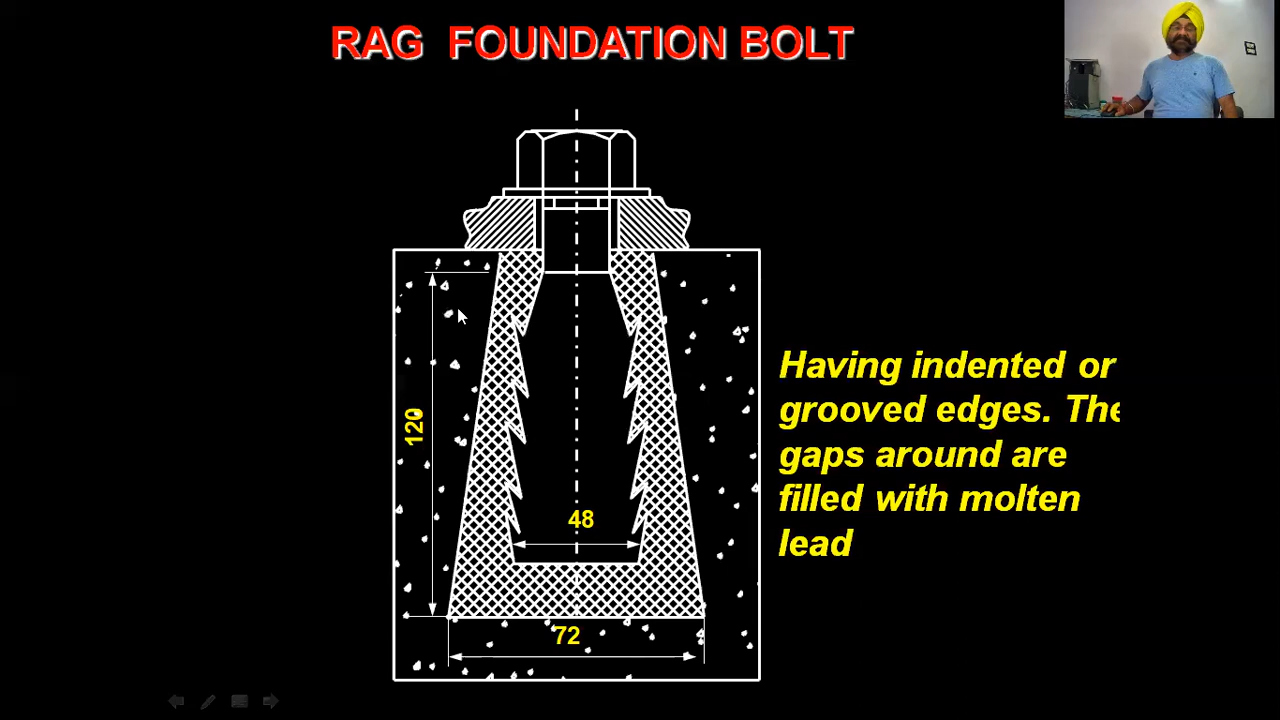 RAG FOUNDATION BOLT
120
48
72
Having indented or
grooved edges. The
gaps around are
filled with molten
lead